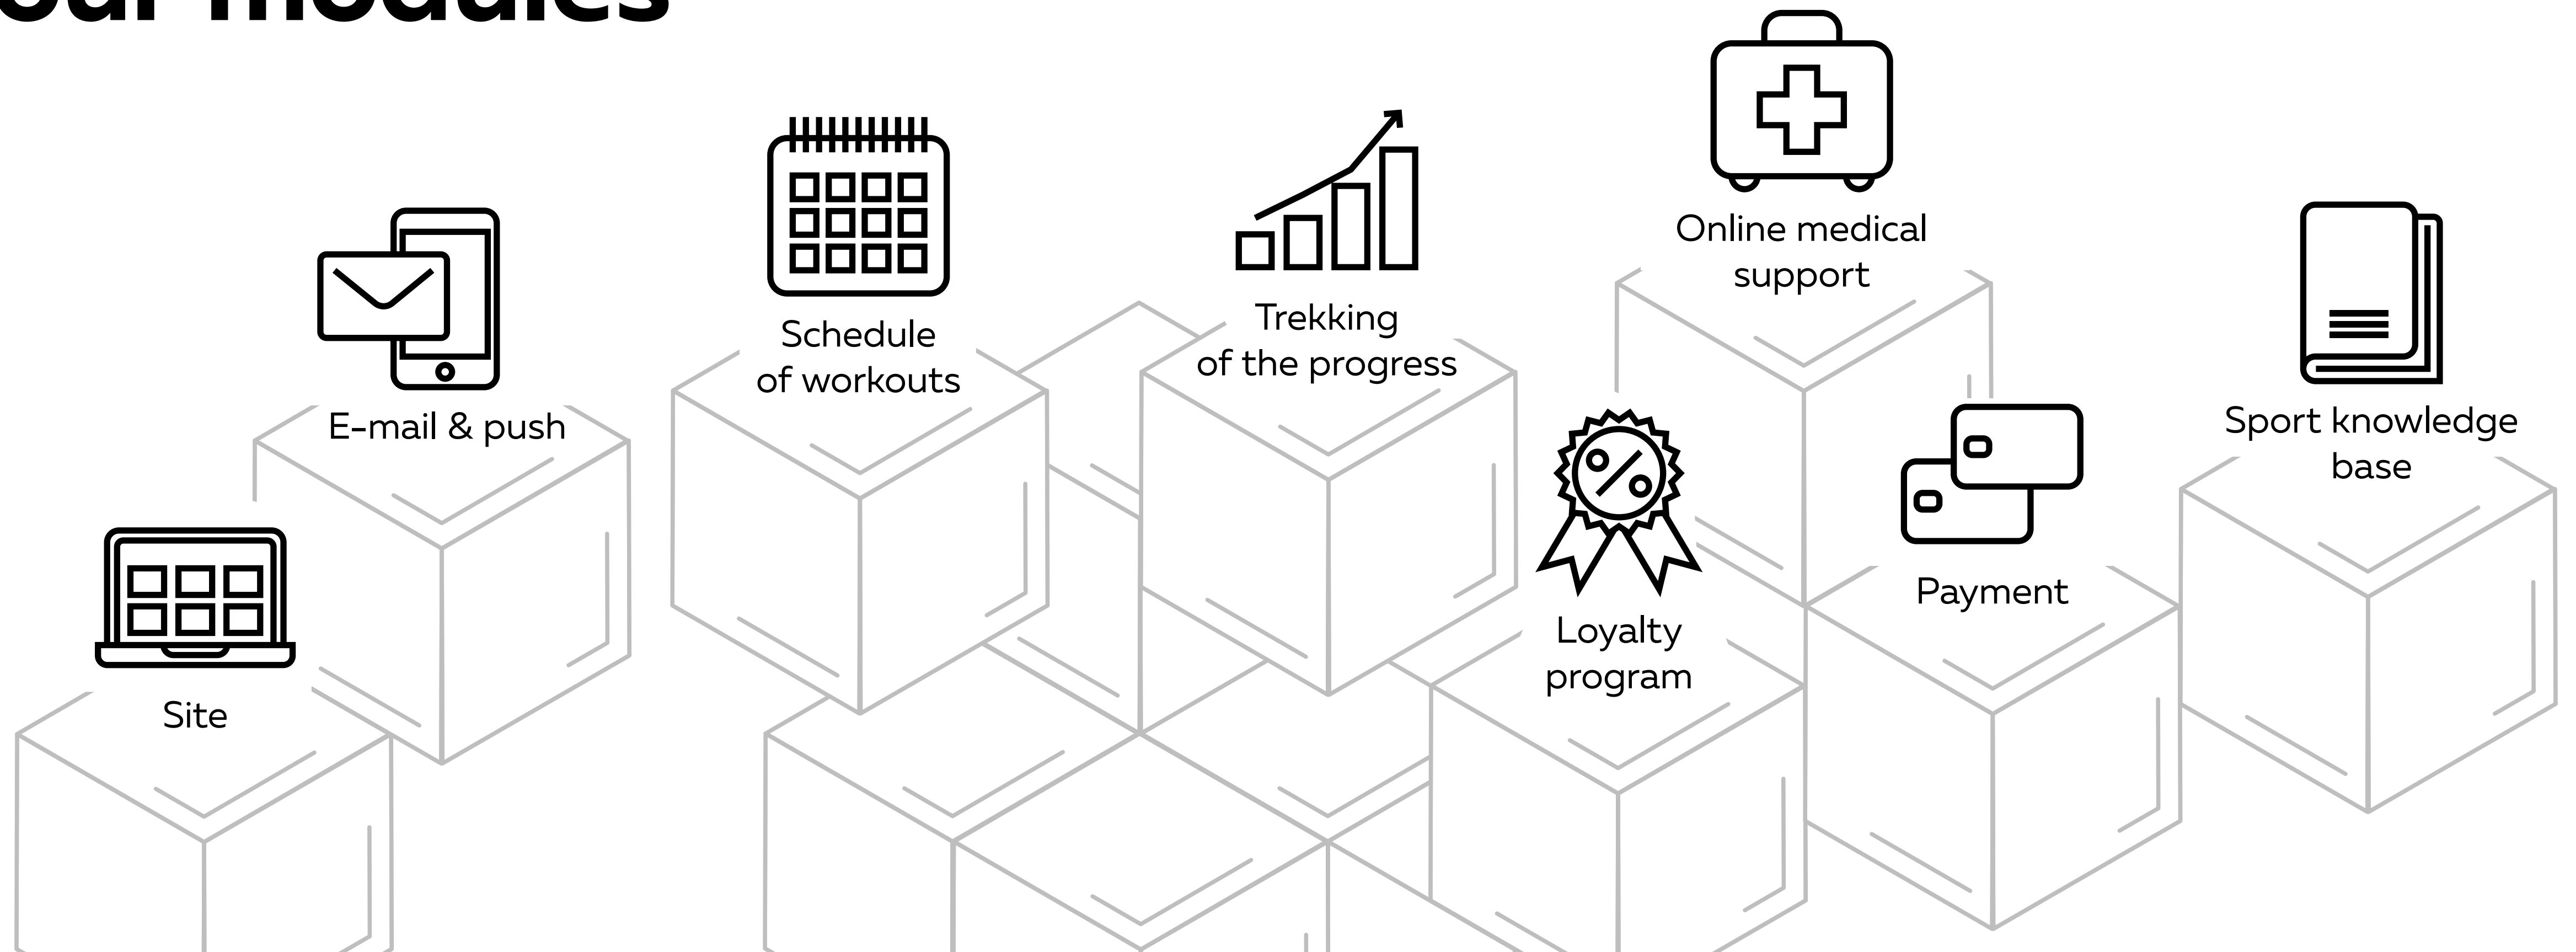 our modules
Online medical
support
Schedule
of workouts
Trekking
of the progress
E-mail & push
Sport knowledge
base
Payment
Loyalty
program
Site